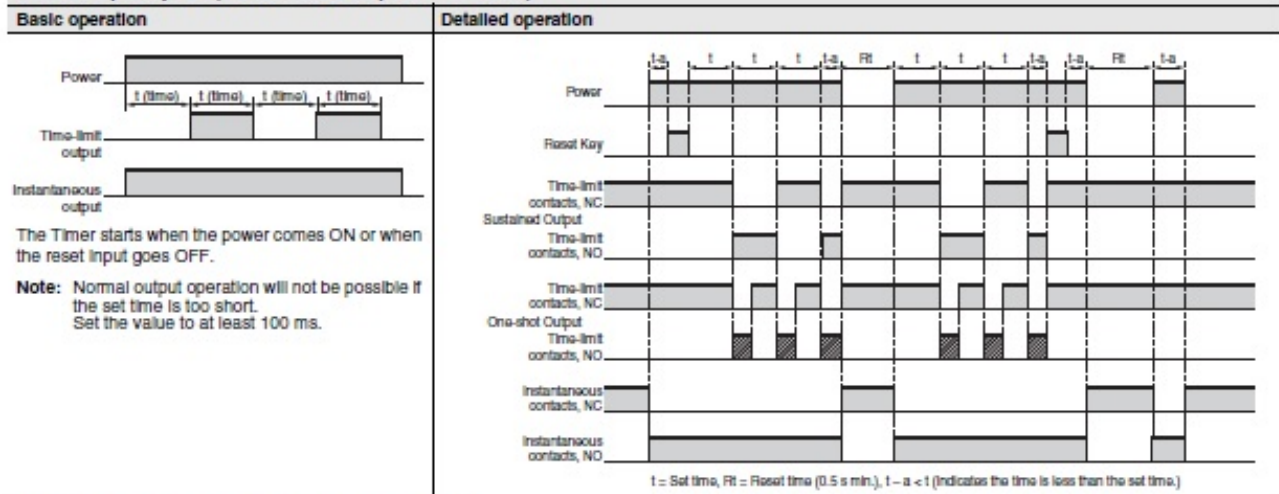 Basic operation
Detailed operation
Power
t (time) t (time) t (time) t (time)
Time-limit
output
Instantaneous
output
The Timer starts when the power comes ON or when
the reset input goes OFF.
Note: Normal output operation will not be possible if
the set time is too short.
Set the value to at least 100 ms.
t-a t t t t-a Rt t t t t-a t-a Rt t-a
Power
Reset Key
Time-limit
contacts, NC
Sustained Output
Time-limit
contacts, NO
Time-limit
contacts, NC
One-shot Output
Time-limit
contacts, NO
Instantaneous
contacts, NC
Instantaneous
contacts, NO
t = Set time, Rt = Reset time (0.5 s min.), t – a < t (Indicates the time is less than the set time.)